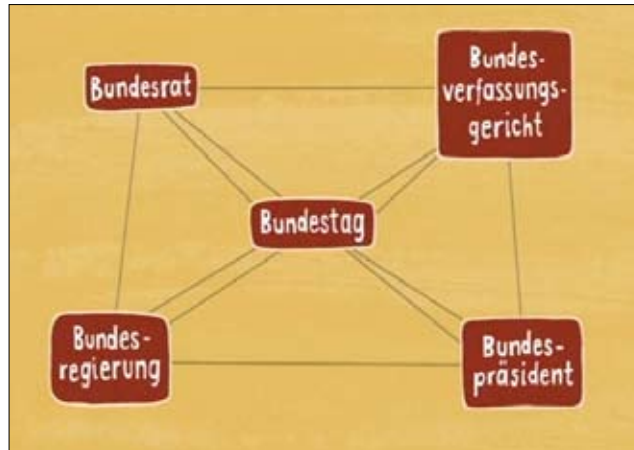 Bundesrat
Bundes-
verfassungs-
gericht
Bundestag
Bundes-
regierung
Bundes-
präsident